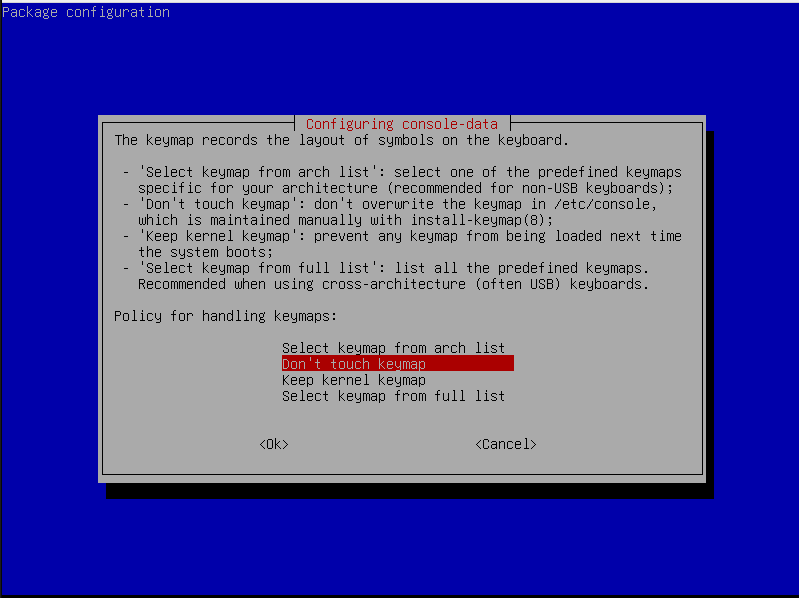 Package configuration
Configuring console-data
The keymap records the layout of symbols on the keyboard.
- 'Select keymap from arch list': select one of the predefined keymaps
specific for your architecture (recommended for non-USB keyboards);
- 'Don't touch keymap': don't overwrite the keymap in /etc/console,
which is maintained manually with install-keymap(8);
- 'Keep kernel keymap': prevent any keymap from being loaded next time
the system boots;
- 'Select keymap from full list': list all the predefined keymaps.
Recommended when using cross-architecture (often USB) keyboards.
Policy for handling keymaps:
Select keymap from arch list
Don't touch keymap
Keep kernel keymap
Select keymap from full list
<Ok> <Cancel>